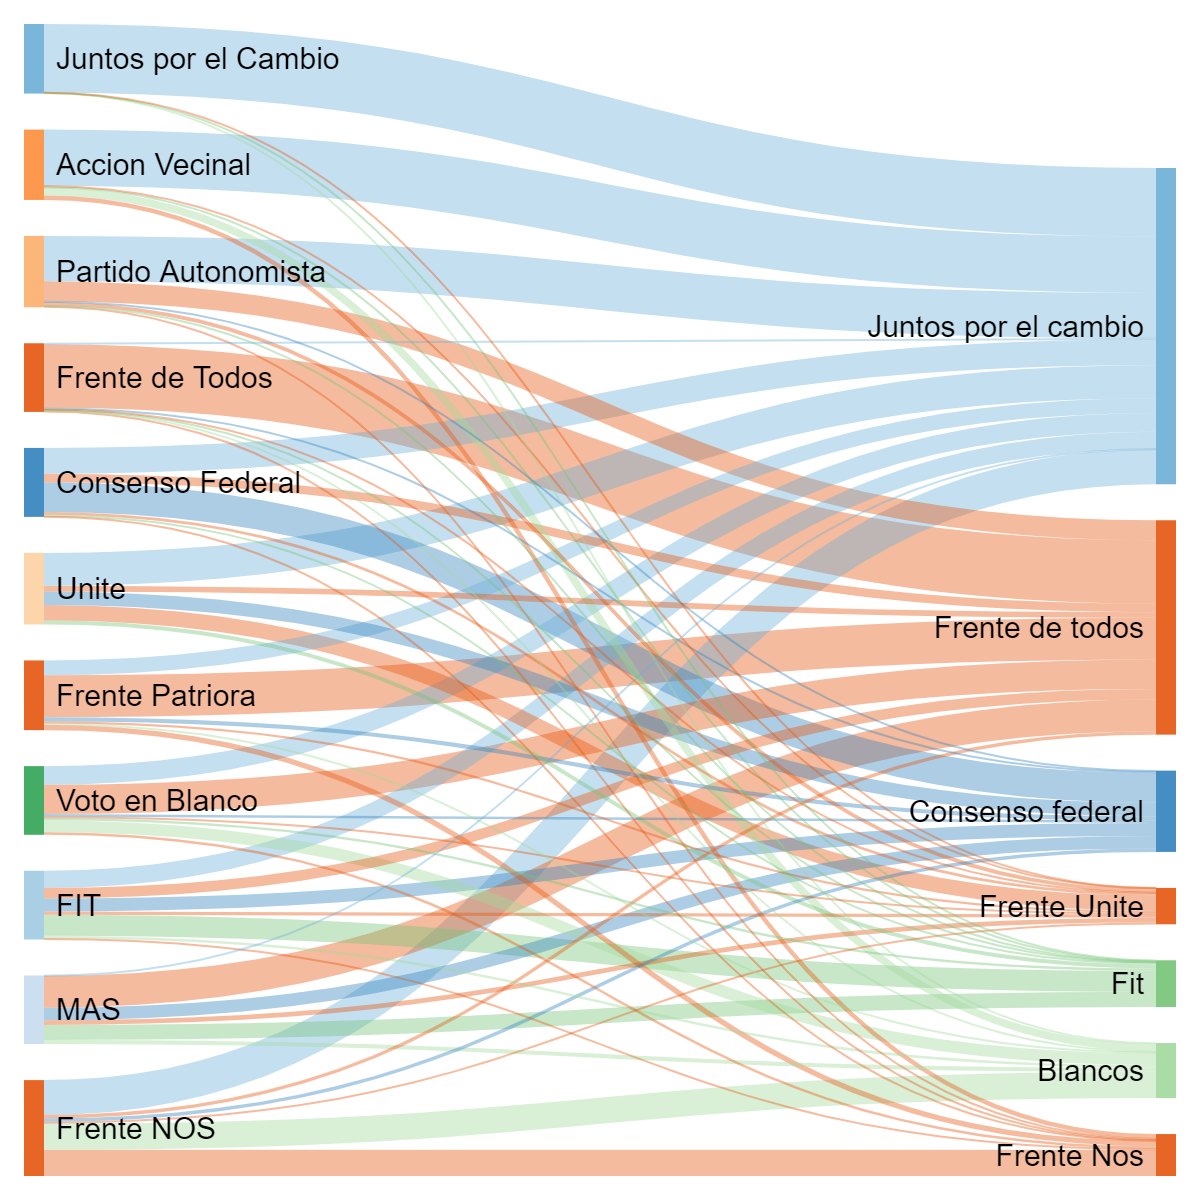 Juntos por el Cambio
Accion Vecinal
Partido Autonomista
Frente de Todos
Consenso Federal
Unite
Frente Patriora
Voto en Blanco
FIT
MAS
Frente NOS
Juntos por el cambio
Frente de todos
Consenso federal
Frente Unite
Fit
Blancos
Frente Nos